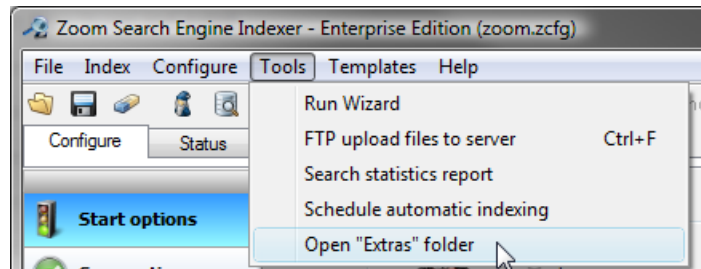 Zoom Search Engine Indexer - Enterprise Edition (zoom.zcfg)
File Index Configure Tools Templates Help
Run Wizard
Configure Status
FTP upload files to server Ctrl+F
Search statistics report
Start options
Schedule automatic indexing
Open "Extras" folder